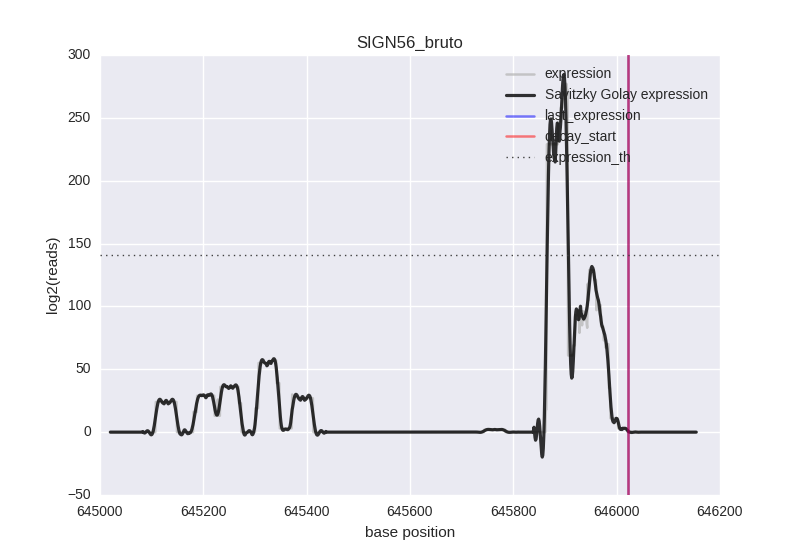 SIGN56_bruto
300
250
200
150
100
50
0
−50
log2(reads)
expression
Savitzky Golay expression
last_expression
decay_start
expression_th
645000 645200 645400 645600 645800 646000 646200
base position